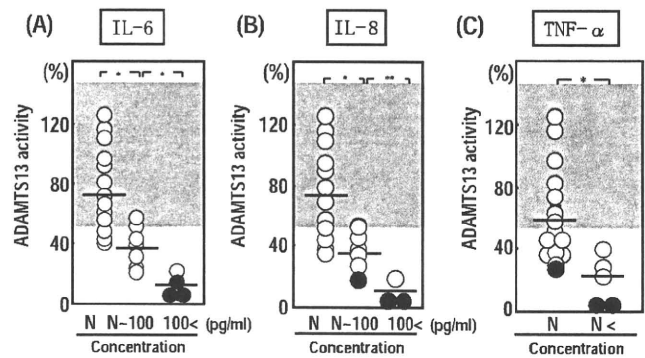 (A) IL-6 (B) IL-8 (C) TNF-α
(%) (%) (%)
* * * ** *
ADAMTS13 activity ADAMTS13 activity ADAMTS13 activity
120 120 120
80 80 80
40 40 40
0 0 0
N N~100 100< (pg/ml) N N~100 100< (pg/ml) N N<
Concentration Concentration Concentration